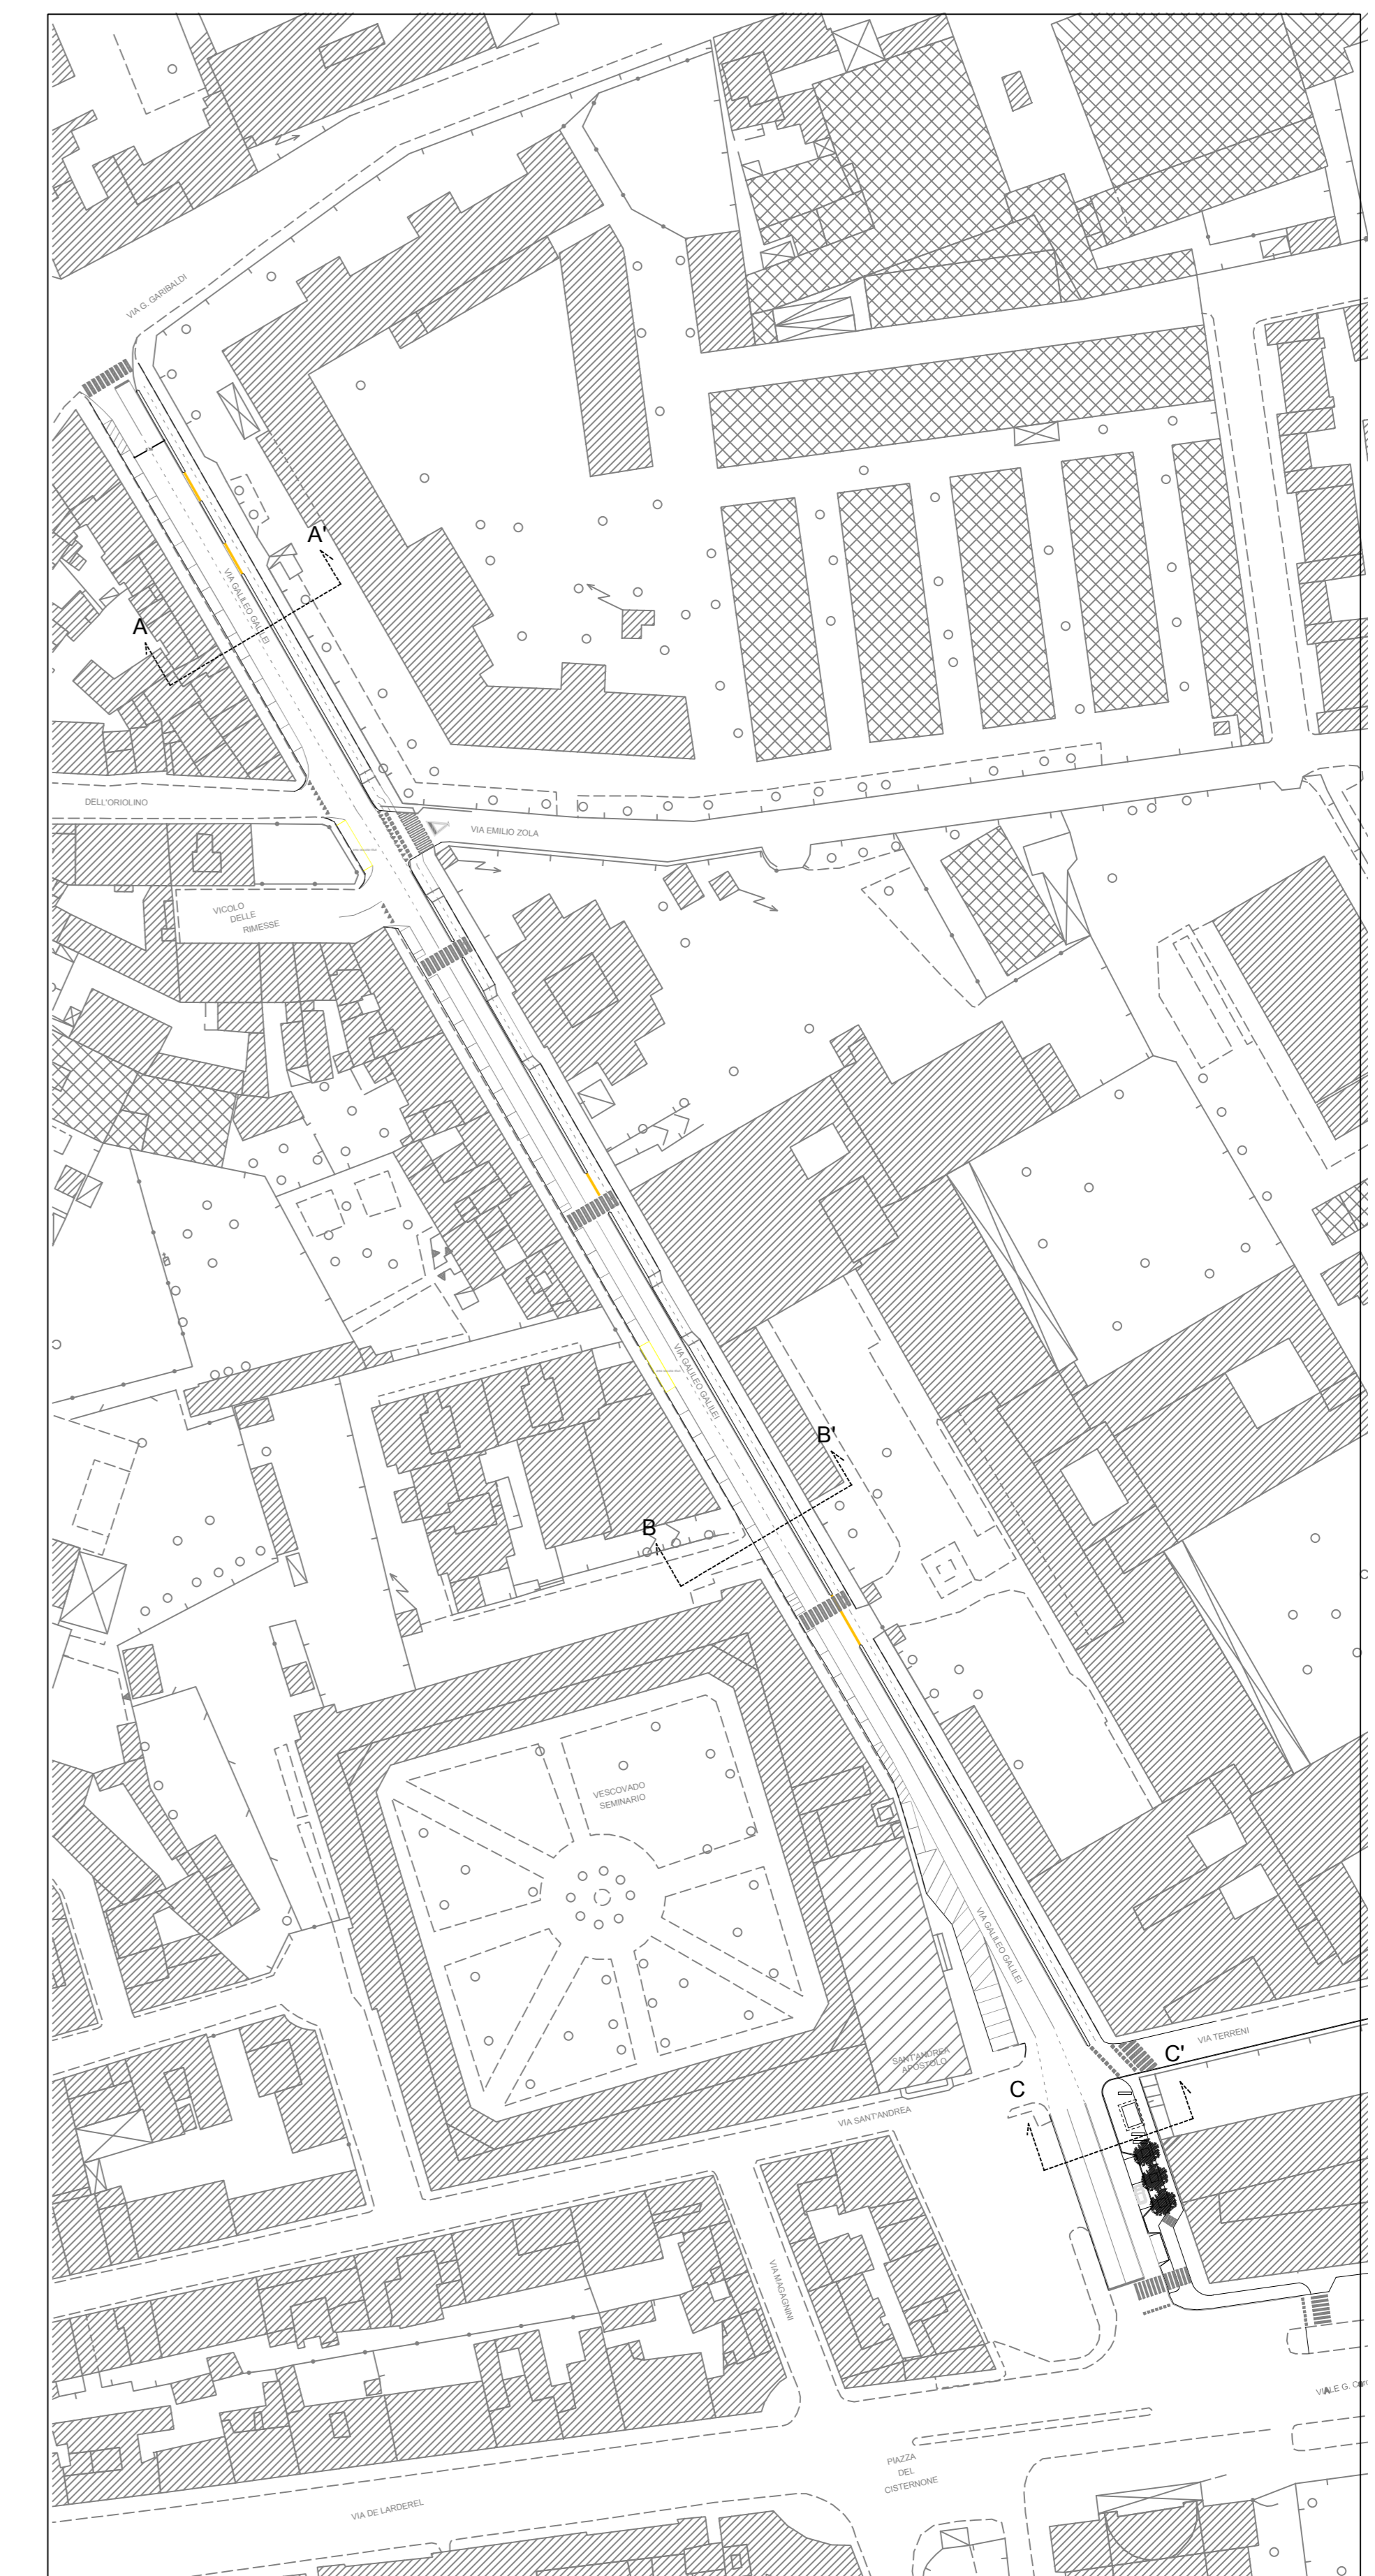 VIA G. GARIBALDI
A'
VIA GALILEO GALILEI
A
DELL'ORIOLINO
VIA EMILIO ZOLA
VICOLO
DELLE
RIMESSE
VIA GALILEO GALILEI
B'
B
VESCOVADO
SEMINARIO
VIA GALILEO GALILEI
VIA TERRENI
C'
SANT'ANDREA
APOSTOLO
C
VIA SANT'ANDREA
VIA MAGAGNINI
VIALE G.
A
PIAZZA
DEL
CISTERNONE
VIA DE LARDEREL